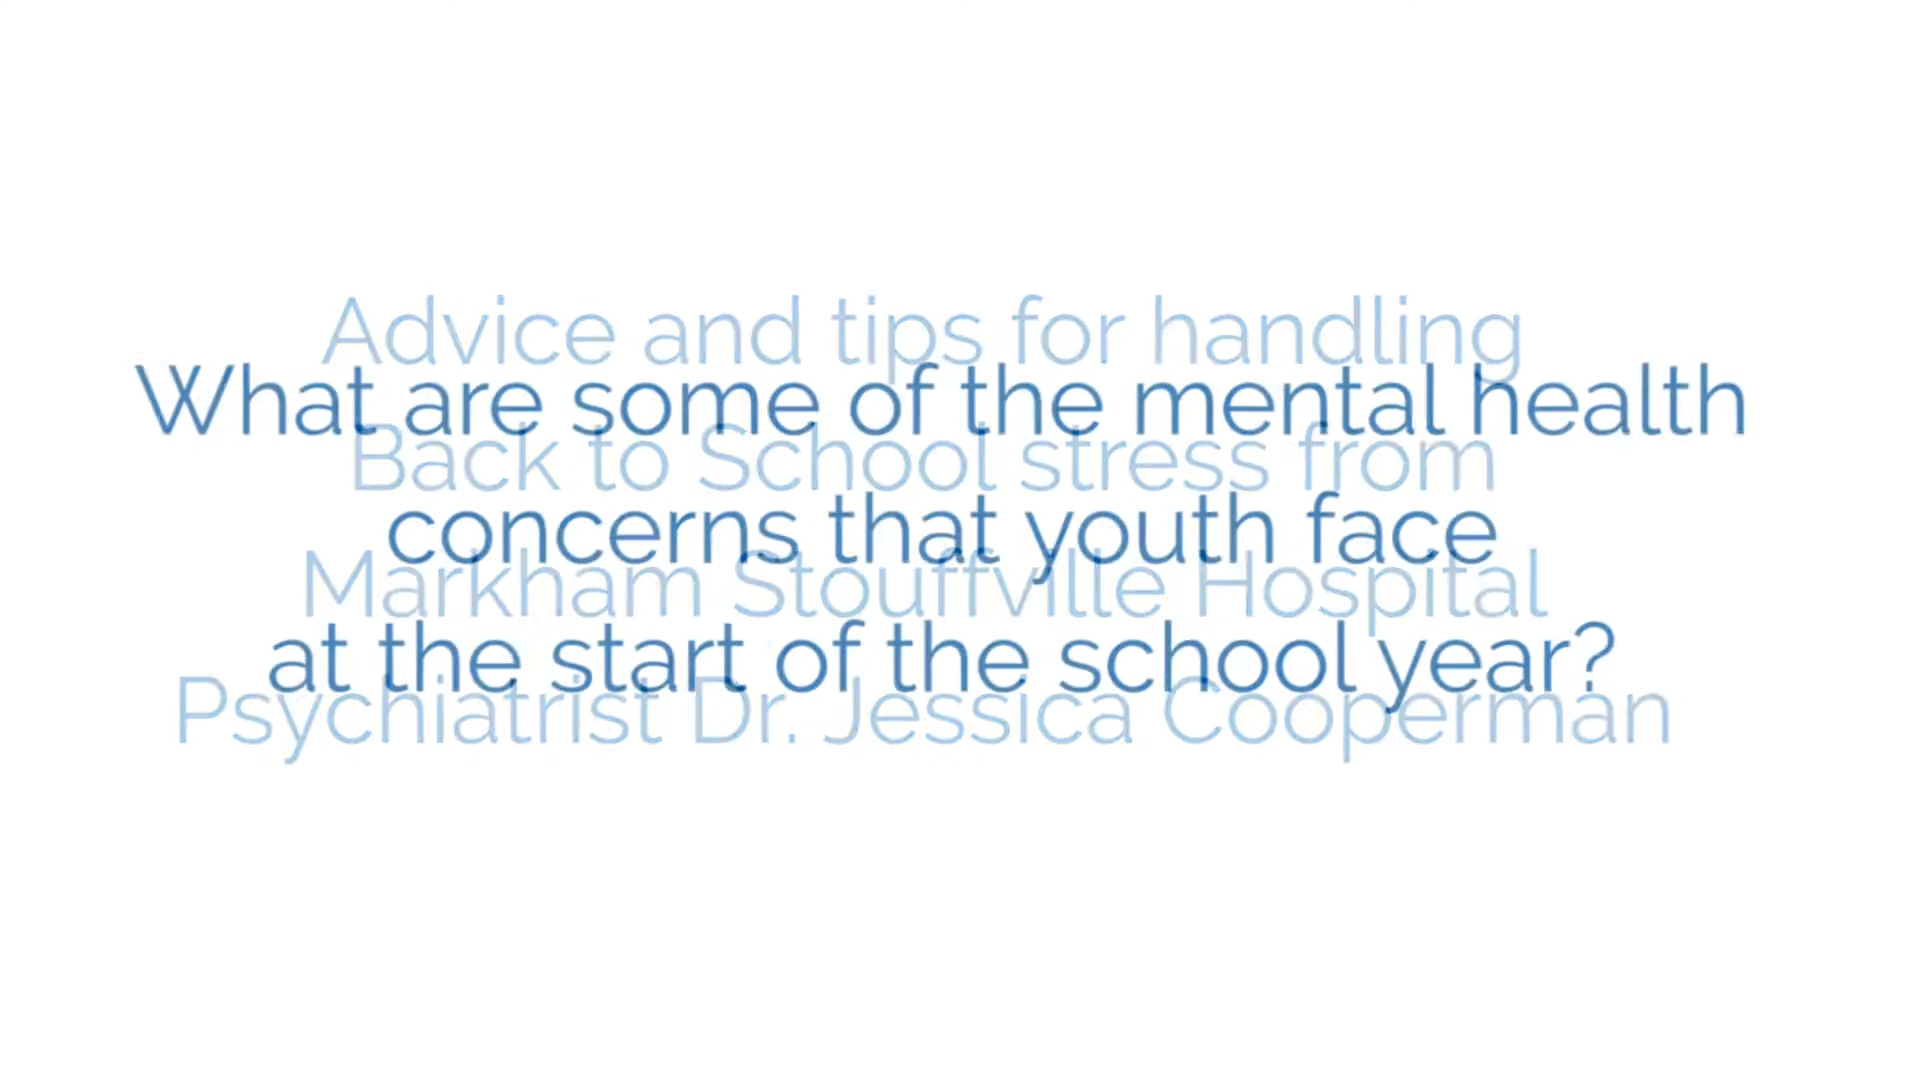 Advice and tips for handling
Back to School stress from
Markham Stouffville Hospital
Psychiatrist Dr. Jessica Cooperman
What are some of the mental health
concerns that youth face
at the start of the school year?